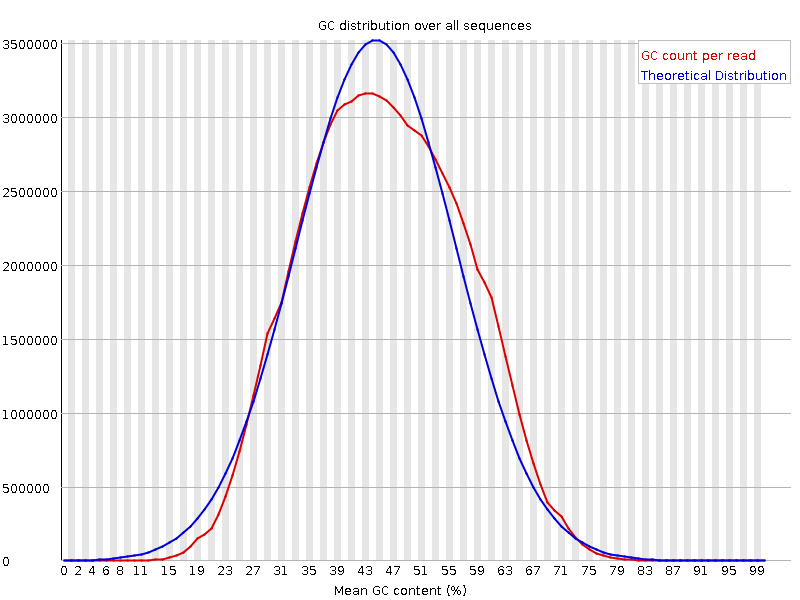 GC distribution over all sequences
GC count per read
Theoretical Distribution
3500000
3000000
2500000
2000000
1500000
1000000
500000
0
0 2 4 6 8 11 15 19 23 27 31 35 39 43 47 51 55 59 63 67 71 75 79 83 87 91 95 99
Mean GC content (%)